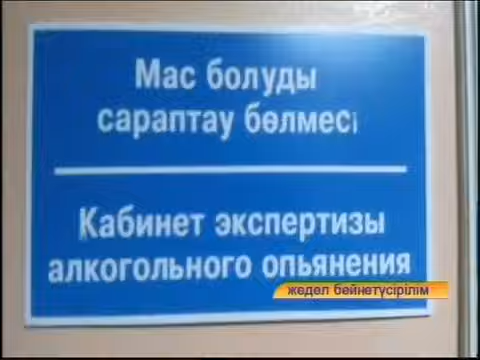 Мас болуды
сараптау бөлмесі
Кабинет экспертизы
алкогольного опьянения
жедел бейнетүсірілім